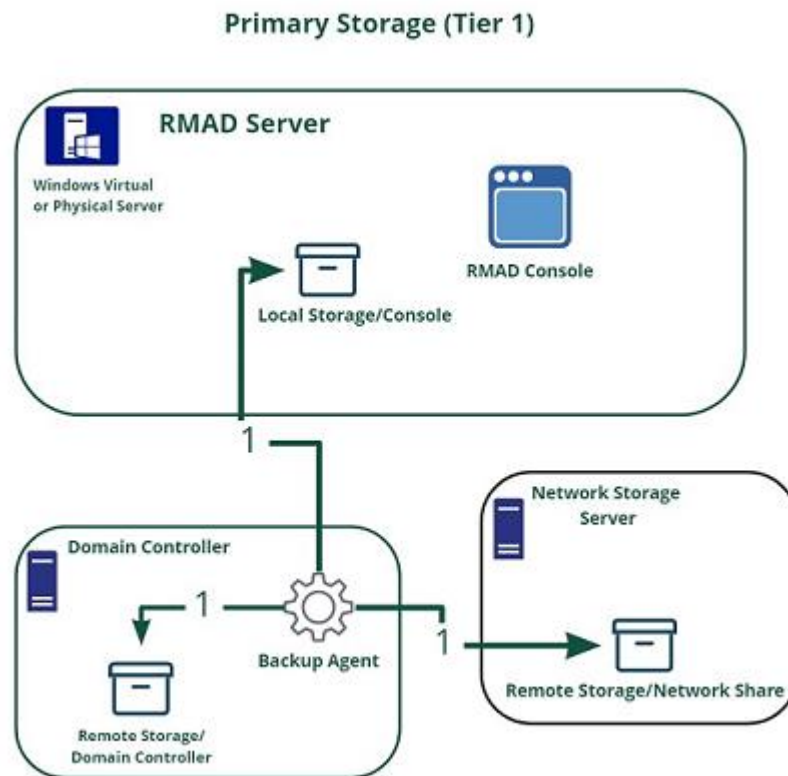 Primary Storage (Tier 1)
RMAD Server
Windows Virtual
or Physical Server
RMAD Console
Local Storage/Console
1
Network Storage
Server
Domain Controller
1
1
Backup Agent
Remote Storage/Network Share
Remote Storage/
Domain Controller